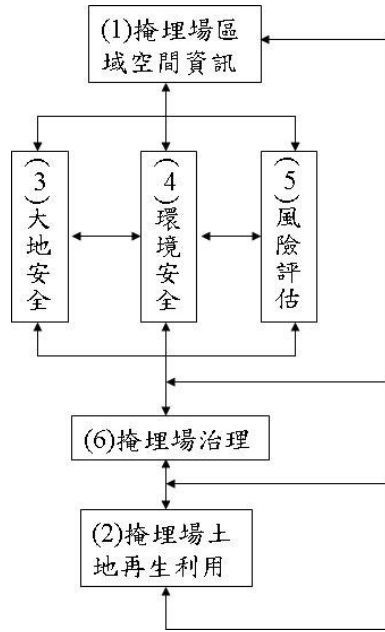 (1)掩埋場區
域空間資訊
(3)大地安全
(4)環境安全
(5)風險評估
(6)掩埋場治理
(2)掩埋場土
地再生利用